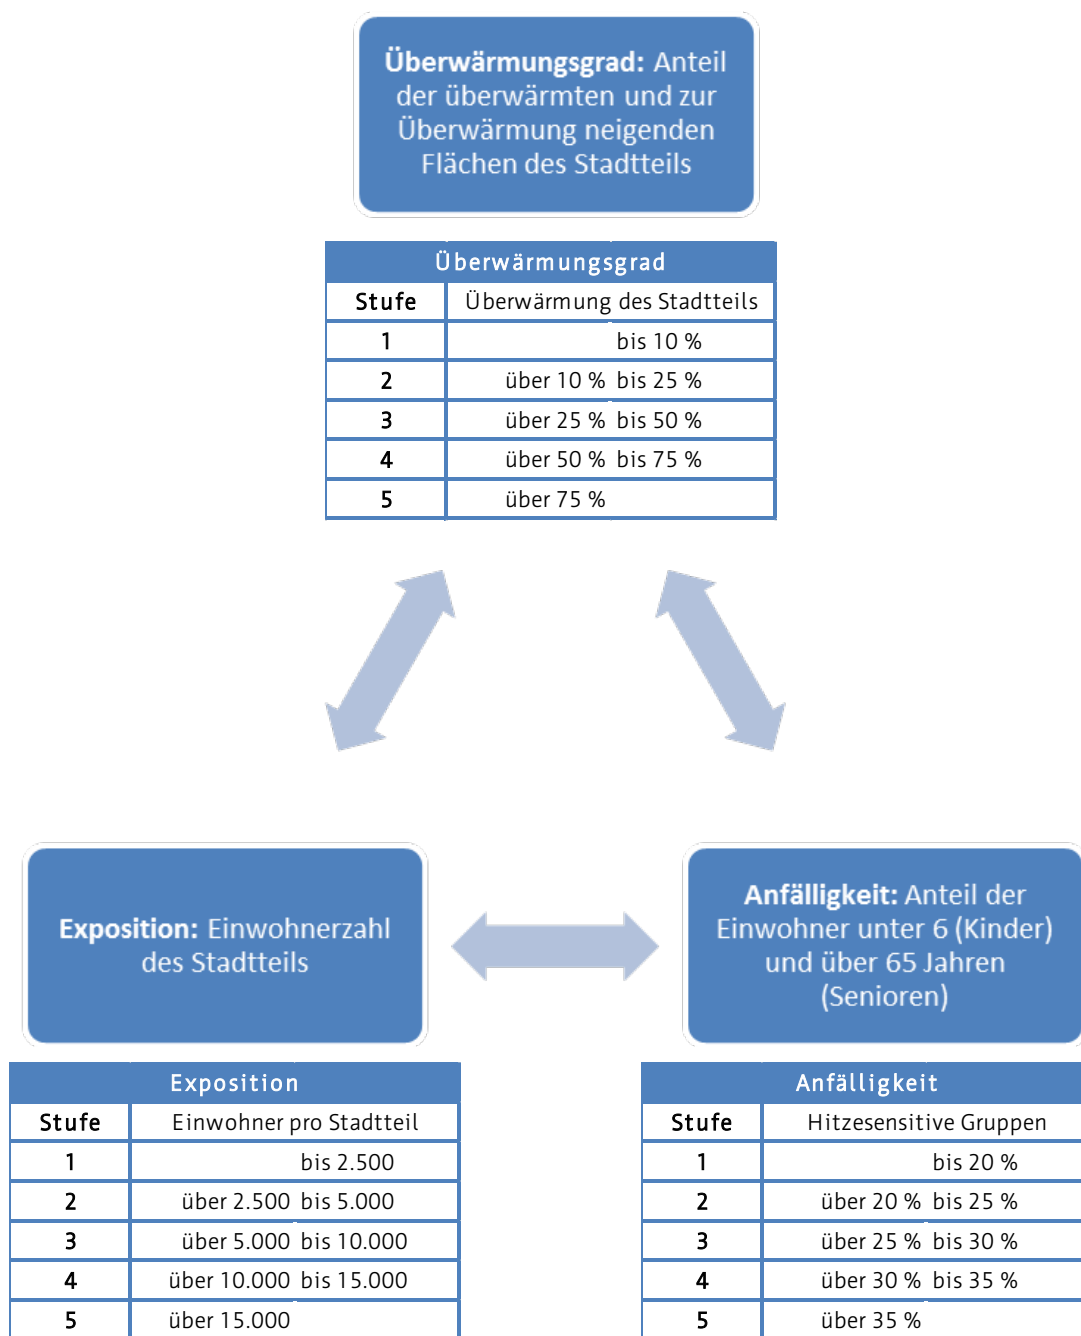 Überwärmungsgrad: Anteil
der überwärmten und zur
Überwärmung neigenden
Flächen des Stadtteils
Überwärmungsgrad
Stufe Überwärmung des Stadtteils
1 bis 10 %
2 über 10 % bis 25 %
3 über 25 % bis 50 %
4 über 50 % bis 75 %
5 über 75 %
Exposition: Einwohnerzahl
des Stadtteils
Exposition
Stufe Einwohner pro Stadtteil
1 bis 2.500
2 über 2.500 bis 5.000
3 über 5.000 bis 10.000
4 über 10.000 bis 15.000
5 über 15.000
Anfälligkeit: Anteil der
Einwohner unter 6 (Kinder)
und über 65 Jahren
(Senioren)
Anfälligkeit
Stufe Hitzesensitive Gruppen
1 bis 20 %
2 über 20 % bis 25 %
3 über 25 % bis 30 %
4 über 30 % bis 35 %
5 über 35 %